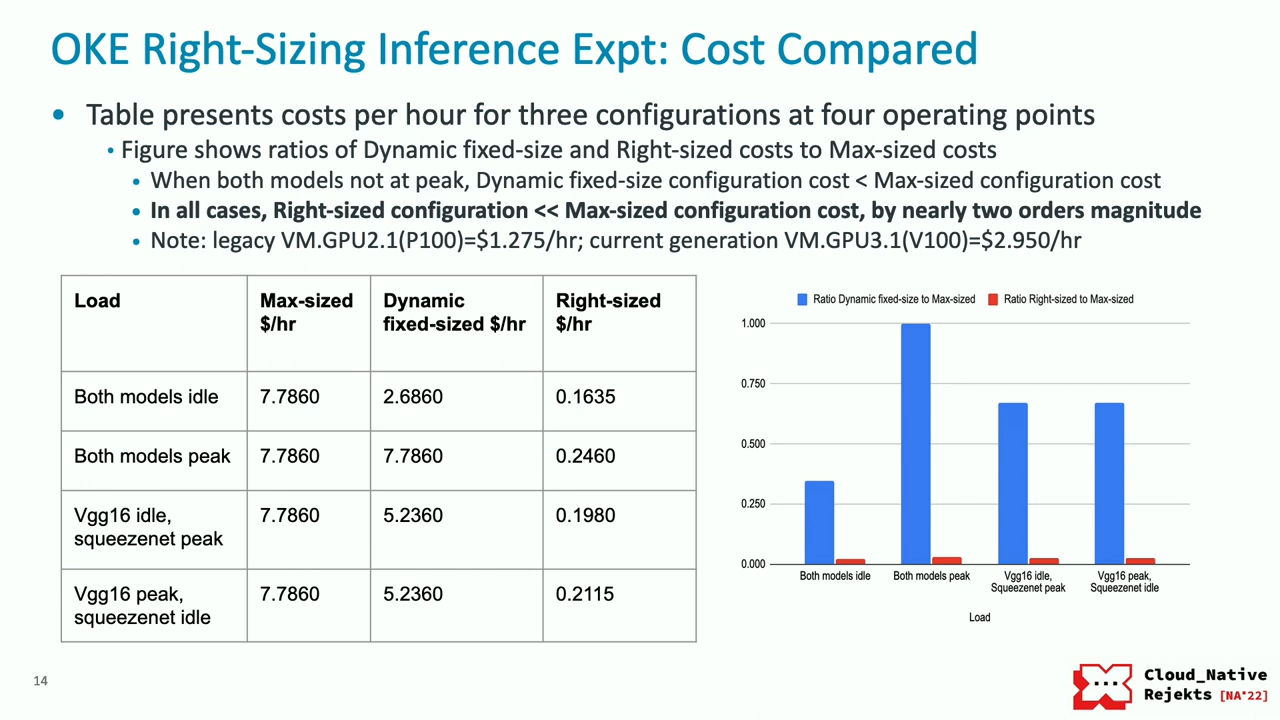 OKE Right-Sizing Inference Expt: Cost Compared
• Table presents costs per hour for three configurations at four operating points
• Figure shows ratios of Dynamic fixed-size and Right-sized costs to Max-sized costs
• When both models not at peak, Dynamic fixed-size configuration cost < Max-sized configuration cost
• In all cases, Right-sized configuration << Max-sized configuration cost, by nearly two orders magnitude
• Note: legacy VM.GPU2.1(P100)=$1.275/hr; current generation VM.GPU3.1(V100)=$2.950/hr
Load Max-sized $/hr Dynamic fixed-sized $/hr Right-sized $/hr
Both models idle 7.7860 2.6860 0.1635
Both models peak 7.7860 7.7860 0.2460
Vgg16 idle, squeezenet peak 7.7860 5.2360 0.1980
Vgg16 peak, squeezenet idle 7.7860 5.2360 0.2115
Ratio Dynamic fixed-size to Max-sized Ratio Right-sized to Max-sized
1.000
0.750
0.500
0.250
0.000
Both models idle Both models peak Vgg16 idle, Squeezenet peak Vgg16 peak, Squeezenet idle
Load
14
Cloud_Native
Rejekts [NA'22]